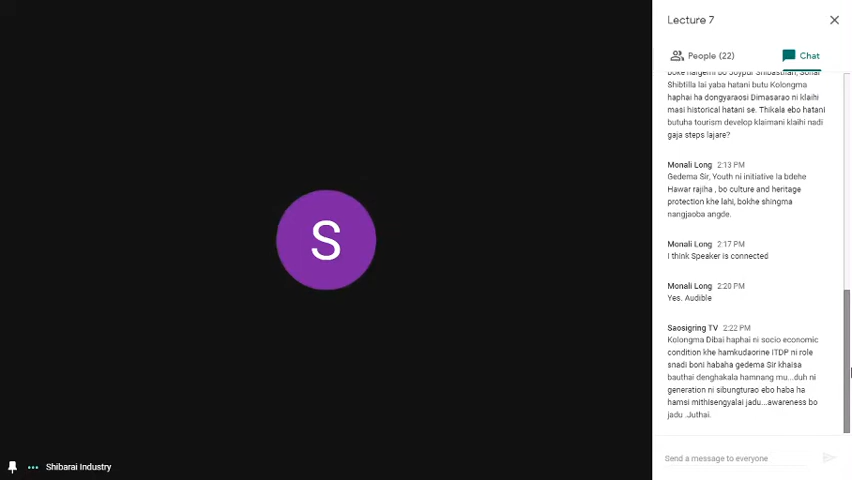 Lecture 7
People (22)
Chat
Shibtilla lai yaba hatani butu Kolongma
haphai ha dongyaraosi Dimasarao ni klaihi
masi historical hatani se. Thikala ebo hatani
butuha tourism develop klaimani klaihi nadi
gaja steps lajare?
Monali Long 2:13 PM
Gedema Sir, Youth ni initiative la bdehe
Hawar rajiha , bo culture and heritage
protection khe lahi, bokhe shingma
nangjaoba angde.
Monali Long 2:17 PM
I think Speaker is connected
Monali Long 2:20 PM
Yes. Audible
Saosigring TV 2:22 PM
Kolongma Dibai haphai ni socio economic
condition khe hamkudaorine ITDP ni role
snadi boni habaha gedema Sir khaisa
bauthai denghakala hamnang mu...duh ni
generation ni sibungturao ebo haba ha
hamsi mithisengyalai jadu...awareness bo
jadu .Juthai.
Send a message to everyone
S
Shibarai Industry